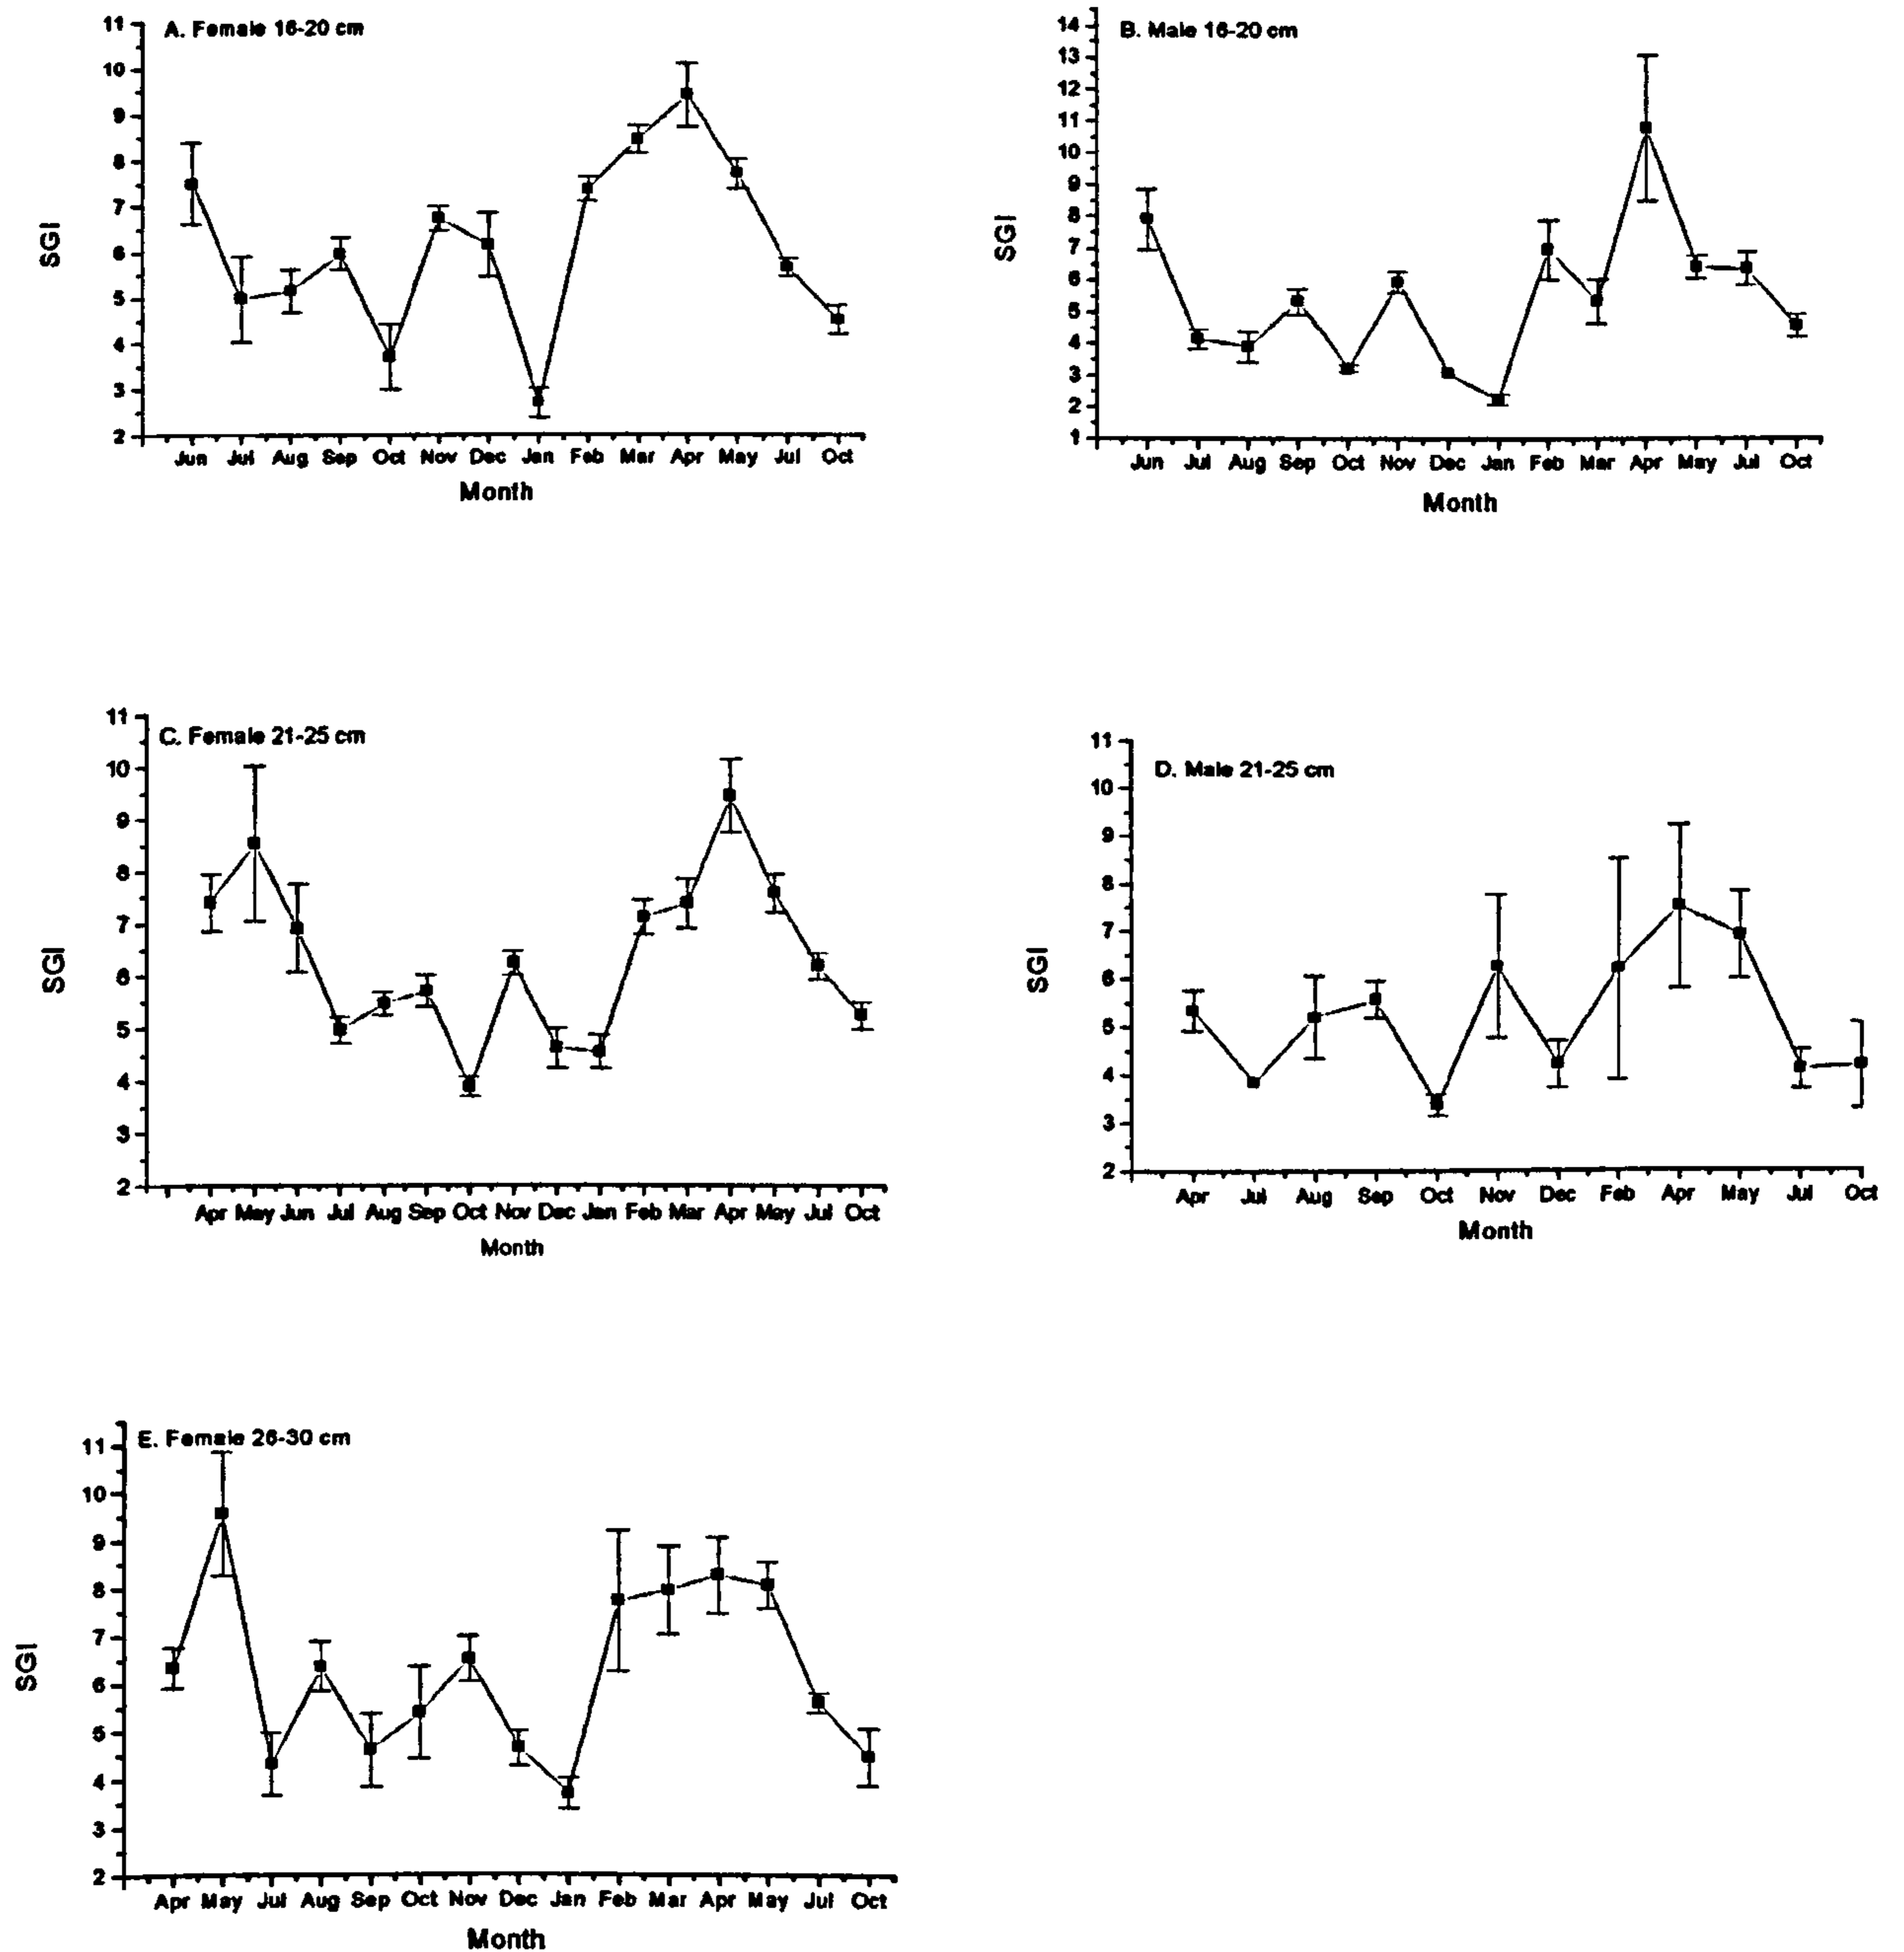 A. Female 16-20 cm
11
10
9
8
7
6
5
4
3
2
SGI
Jun Jul Aug Sep Oct Nov Dec Jan Feb Mar Apr May Jul Oct
Month
B. Male 16-20 cm
14
13
12
11
10
9
8
7
6
5
4
3
2
1
SGI
Jun Jul Aug Sep Oct Nov Dec Jan Feb Mar Apr May Jul Oct
Month
C. Female 21-25 cm
11
10
9
8
7
6
5
4
3
2
SGI
Apr May Jun Jul Aug Sep Oct Nov Dec Jan Feb Mar Apr May Jul Oct
Month
D. Male 21-25 cm
11
10
9
8
7
6
5
4
3
2
SGI
Apr Jul Aug Sep Oct Nov Dec Feb Apr May Jul Oct
Month
E. Female 26-30 cm
11
10
9
8
7
6
5
4
3
2
SGI
Apr May Jul Aug Sep Oct Nov Dec Jan Feb Mar Apr May Jul Oct
Month